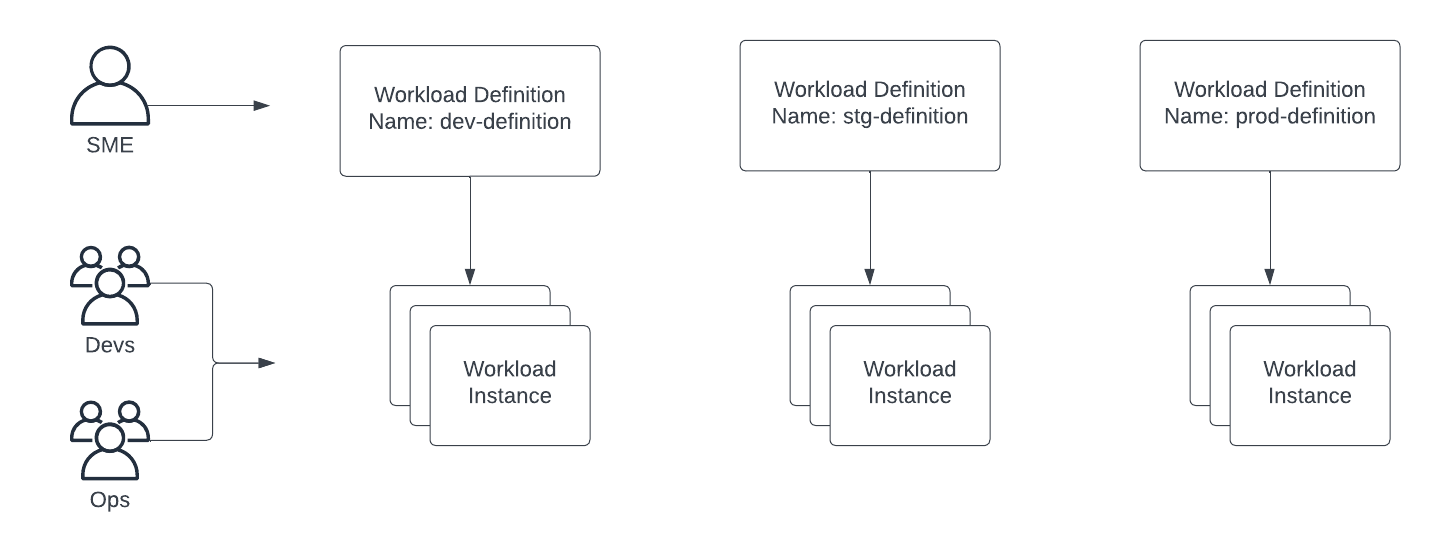 SME
Workload Definition
Name: dev-definition
Workload Definition
Name: stg-definition
Workload Definition
Name: prod-definition
Devs
Ops
Workload
Instance
Workload
Instance
Workload
Instance